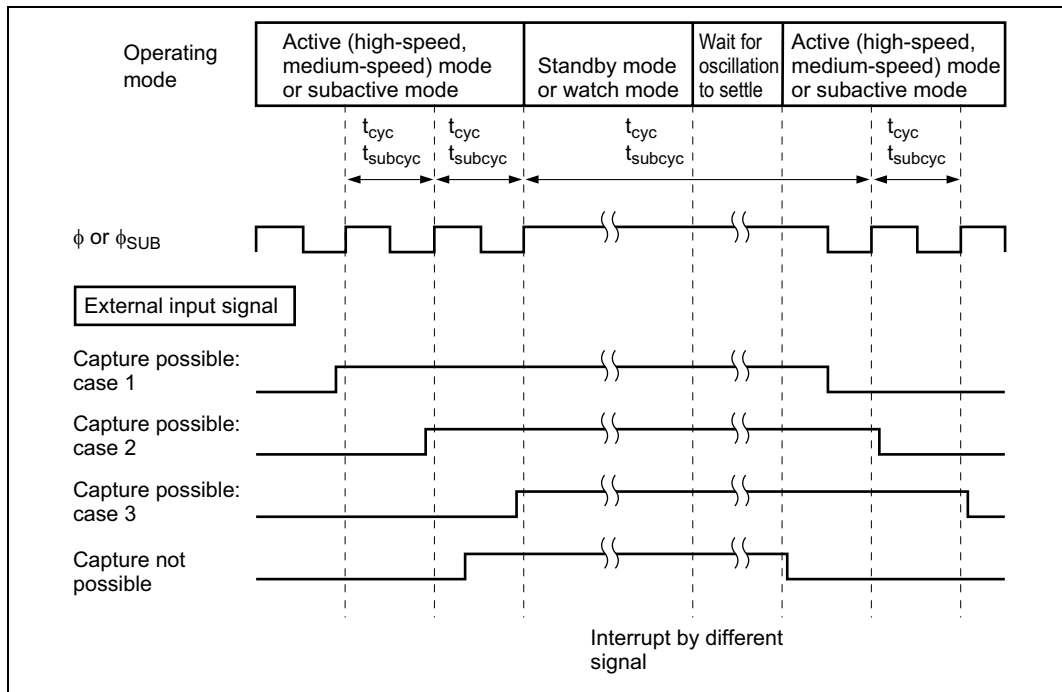 Operating
mode
Active (high-speed,
medium-speed) mode
or subactive mode
Standby mode
or watch mode
Wait for
oscillation
to settle
Active (high-speed,
medium-speed) mode
or subactive mode
tcyc
tsubcyc
tcyc
tsubcyc
tcyc
tsubcyc
tcyc
tsubcyc
ϕ or ϕSUB
External input signal
Capture possible:
case 1
Capture possible:
case 2
Capture possible:
case 3
Capture not
possible
Interrupt by different
signal